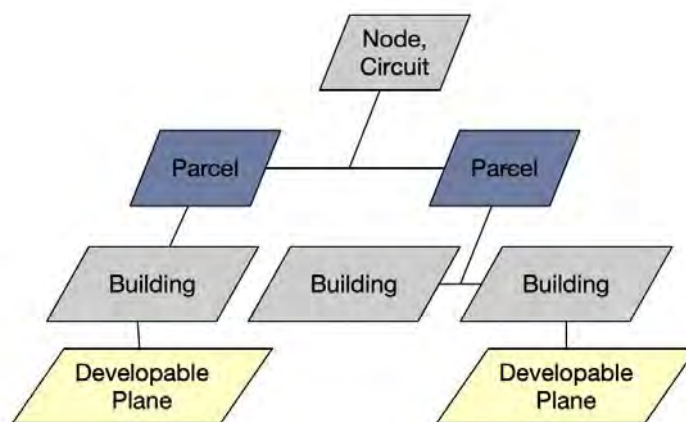 Node,
Circuit
Parcel
Parcel
Building
Building
Building
Developable
Plane
Developable
Plane